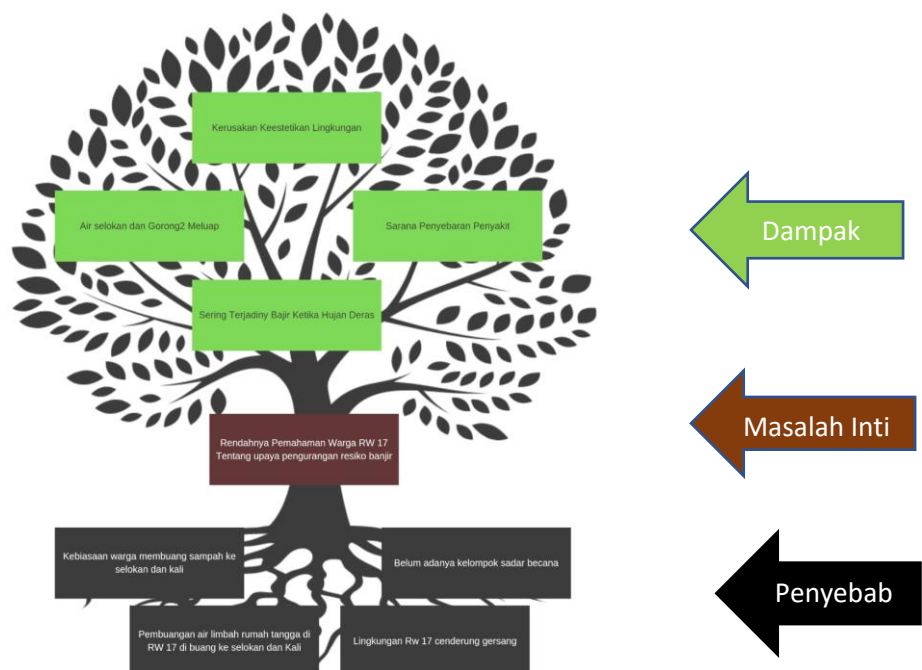 Kerusakan Keestetikan Lingkungan
Air selokan dan Gorong2 Meluap
Sarana Penyebaran Penyakit
Sering Terjadiny Bajir Ketika Hujan Deras
Dampak
Rendahnya Pemahaman Warga RW 17
Tentang upaya pengurangan resiko banjir
Masalah Inti
Kebiasaan warga membuang sampah ke
selokan dan kali
Belum adanya kelompok sadar becana
Pembuangan air limbah rumah tangga di
RW 17 di buang ke selokan dan Kali
Lingkungan Rw 17 cenderung gersang
Penyebab